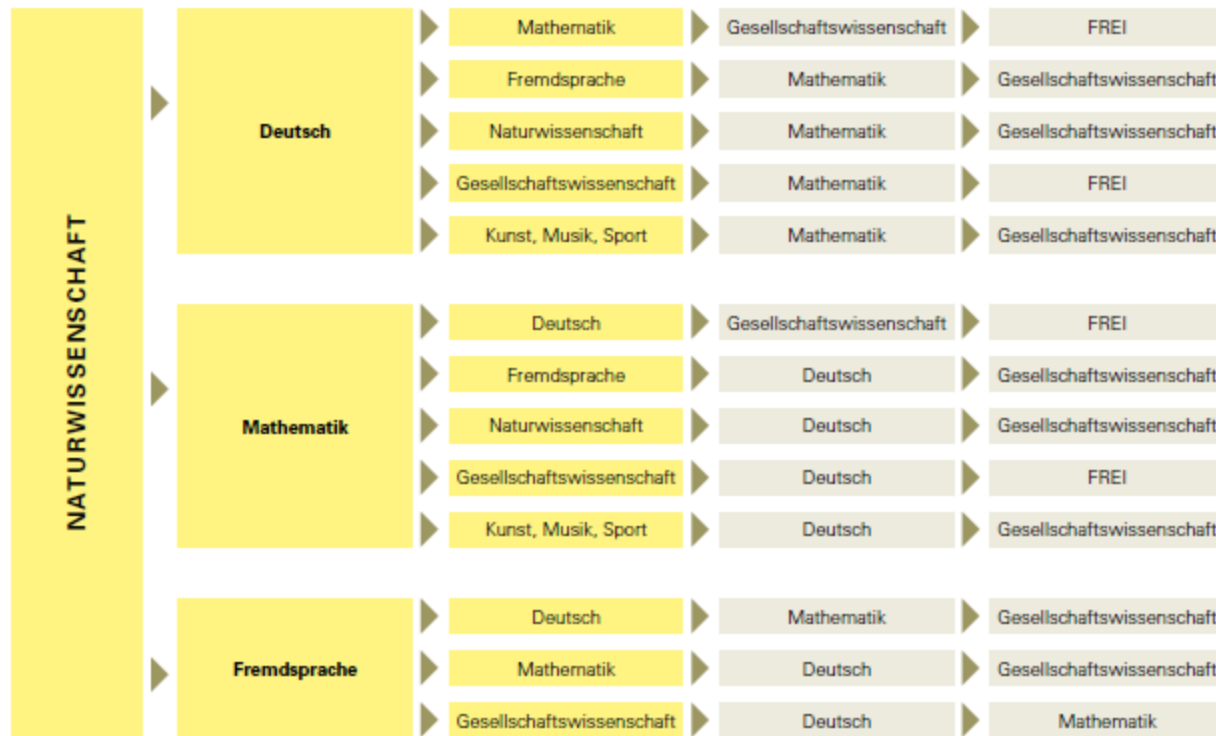 NATURWISSENSCHAFT
Deutsch
Mathematik Gesellschaftswissenschaft FREI
Fremdsprache Mathematik Gesellschaftswissenschaft
Naturwissenschaft Mathematik Gesellschaftswissenschaft
Gesellschaftswissenschaft Mathematik FREI
Kunst, Musik, Sport Mathematik Gesellschaftswissenschaft
Mathematik
Deutsch Gesellschaftswissenschaft FREI
Fremdsprache Deutsch Gesellschaftswissenschaft
Naturwissenschaft Deutsch Gesellschaftswissenschaft
Gesellschaftswissenschaft Deutsch FREI
Kunst, Musik, Sport Deutsch Gesellschaftswissenschaft
Fremdsprache
Deutsch Mathematik Gesellschaftswissenschaft
Mathematik Deutsch Gesellschaftswissenschaft
Gesellschaftswissenschaft Deutsch Mathematik